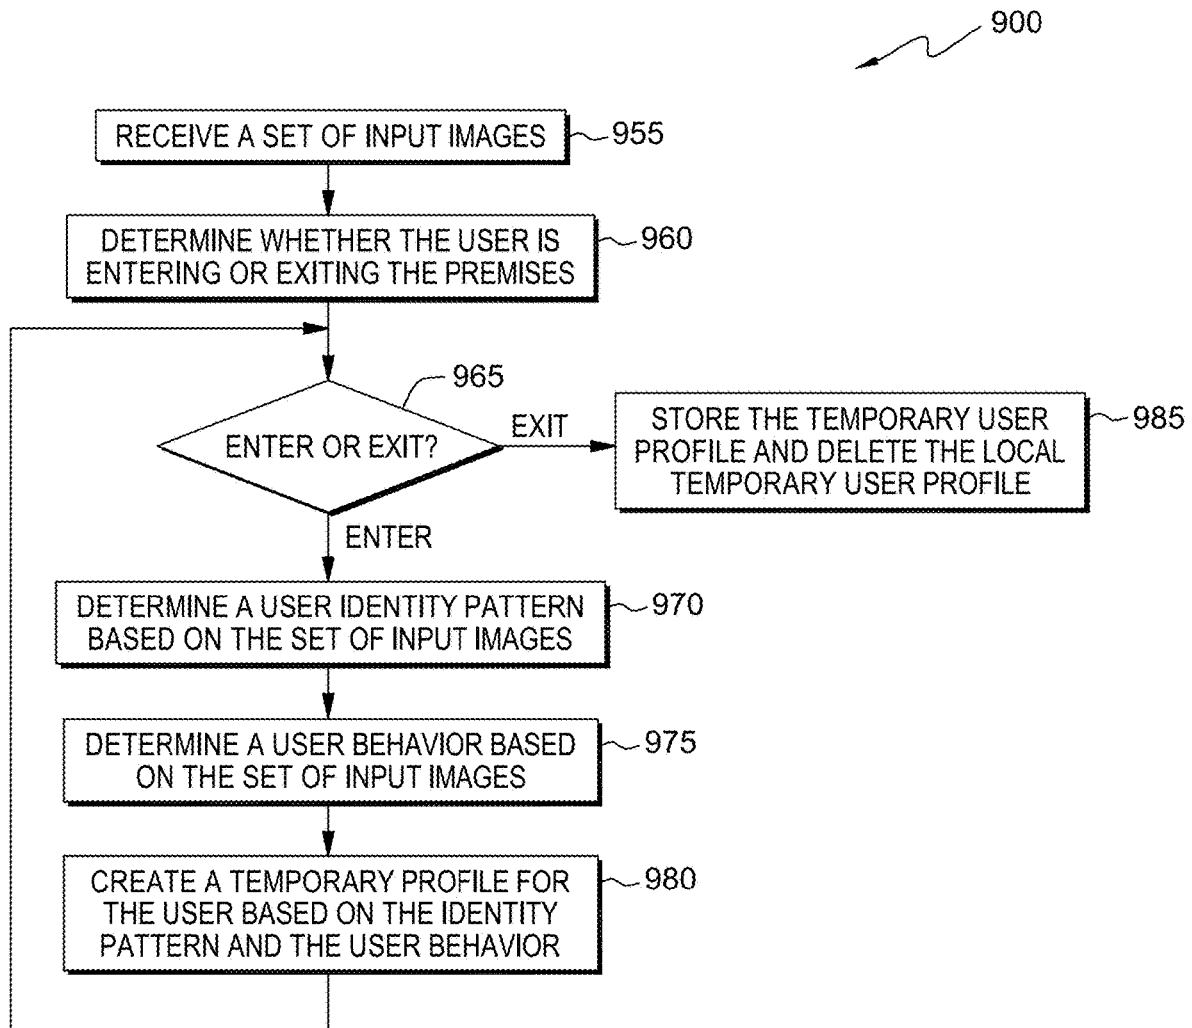 900
RECEIVE A SET OF INPUT IMAGES
955
DETERMINE WHETHER THE USER IS
ENTERING OR EXITING THE PREMISES
960
965
ENTER OR EXIT?
EXIT
STORE THE TEMPORARY USER
PROFILE AND DELETE THE LOCAL
TEMPORARY USER PROFILE
985
ENTER
DETERMINE A USER IDENTITY PATTERN
BASED ON THE SET OF INPUT IMAGES
970
DETERMINE A USER BEHAVIOR BASED
ON THE SET OF INPUT IMAGES
975
CREATE A TEMPORARY PROFILE FOR
THE USER BASED ON THE IDENTITY
PATTERN AND THE USER BEHAVIOR
980